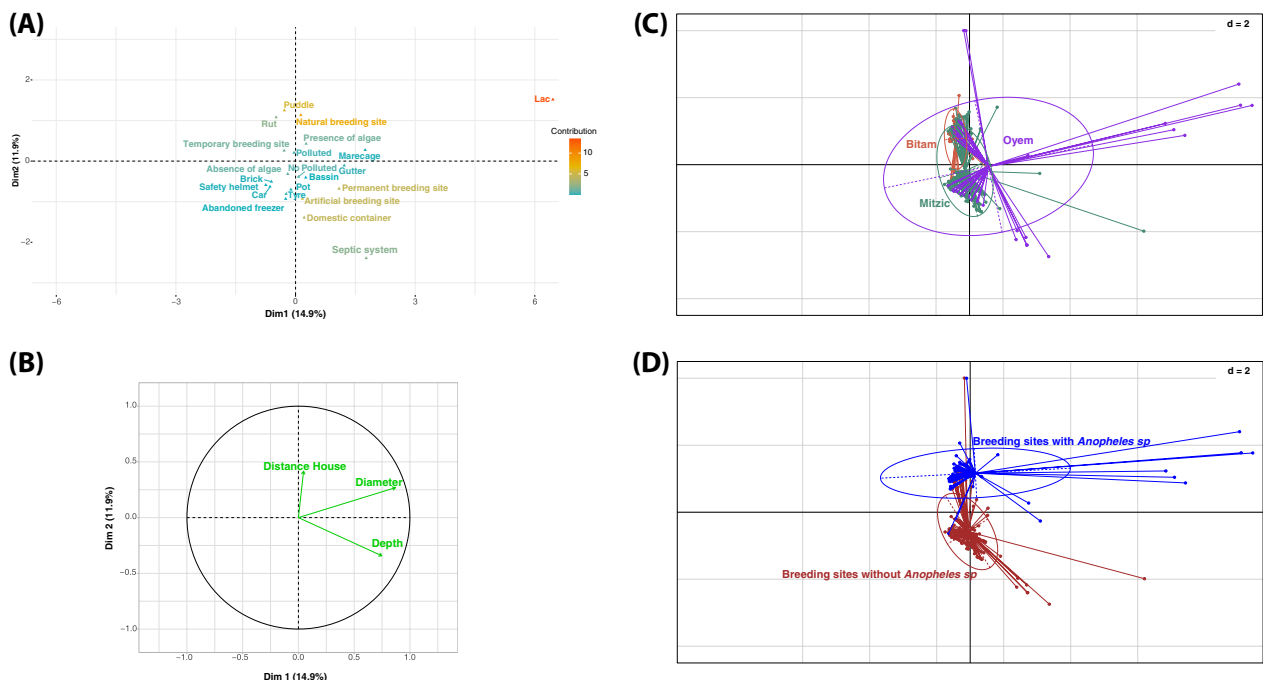 (A)
Dim2 (11.9%)
2
0
−2
−6
−3
0
3
6
Dim1 (14.9%)
Lac
Puddle
Rut
Natural breeding site
Presence of algae
Temporary breeding site
Polluted
Marecage
Absence of algae
No Polluted
Gutter
Brick
Bassin
Safety helmet
Pot
Permanent breeding site
Car
Tyre
Artificial breeding site
Abandoned freezer
Domestic container
Septic system
Contribution
10
5
(B)
Dim 2 (11.9%)
1.0
0.5
0.0
−0.5
−1.0
−1.0
−0.5
0.0
0.5
1.0
Dim 1 (14.9%)
Distance House
Diameter
Depth
(C)
d = 2
Bitam
Oyem
Mitzic
(D)
d = 2
Breeding sites with Anopheles sp
Breeding sites without Anopheles sp